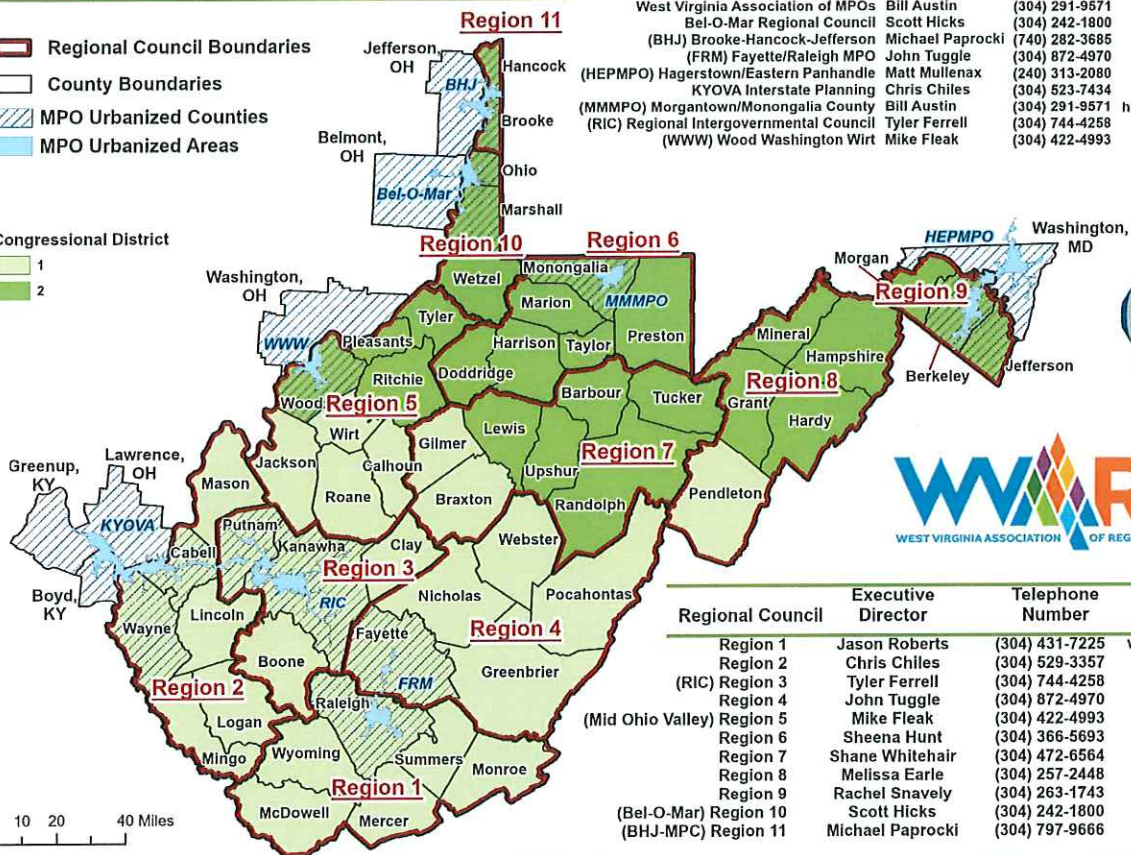 West Virginia Association of MPOs Bill Austin (304) 291-9571
Bel-O-Mar Regional Council Scott Hicks (304) 242-1800
(BHJ) Brooke-Hancock-Jefferson Michael Paprocki (740) 282-3685
(FRM) Fayette/Raleigh MPO John Tuggle (304) 872-4970
(HEPMPO) Hagerstown/Eastern Panhandle Matt Mullenax (240) 313-2080
KYOVA Interstate Planning Chris Chiles (304) 523-7434
(MMMPO) Morgantown/Monongalia County Bill Austin (304) 291-9571 h
(RIC) Regional Intergovernmental Council Tyler Ferrell (304) 744-4258
(WWW) Wood Washington Wirt Mike Fleak (304) 422-4993
Regional Council Boundaries
County Boundaries
MPO Urbanized Counties
MPO Urbanized Areas
Congressional District
1
2
Region 11
Jefferson,
OH
Hancock
BHJ
Brooke
Belmont,
OH
Ohio
Bel-O-Mar
Marshall
Region 10
Region 6
Wetzel
Monongalia
MMMPO
Marion
Preston
Harrison
Taylor
Doddridge
Washington,
OH
Tyler
WWW
Pleasants
Ritchie
Wood
Region 5
Wirt
Jackson
Calhoun
Roane
HEPMPO
Washington,
MD
Morgan
Region 9
Berkeley
Jefferson
Mineral
Hampshire
Region 8
Grant
Hardy
Pendleton
Barbour
Tucker
Lewis
Region 7
Upshur
Randolph
Gilmer
Braxton
Webster
Mason
Greenup,
KY
Lawrence,
OH
KYOVA
Boyd,
KY
Putnam
Cabell
Kanawha
Clay
Region 3
RIC
Lincoln
Wayne
Boone
Region 2
Logan
Mingo
Nicholas
Pocahontas
Region 4
Fayette
FRM
Greenbrier
Raleigh
Wyoming
Summers
Monroe
Region 1
McDowell
Mercer
10 20 40 Miles
WVAR
WEST VIRGINIA ASSOCIATION OF REG
Regional Council Executive Director Telephone Number
Region 1 Jason Roberts (304) 431-7225
Region 2 Chris Chiles (304) 529-3357
(RIC) Region 3 Tyler Ferrell (304) 744-4258
Region 4 John Tuggle (304) 872-4970
(Mid Ohio Valley) Region 5 Mike Fleak (304) 422-4993
Region 6 Sheena Hunt (304) 366-5693
Region 7 Shane Whitehair (304) 472-6564
Region 8 Melissa Earle (304) 257-2448
Region 9 Rachel Snavely (304) 263-1743
(Bel-O-Mar) Region 10 Scott Hicks (304) 242-1800
(BHJ-MPC) Region 11 Michael Paprocki (304) 797-9666